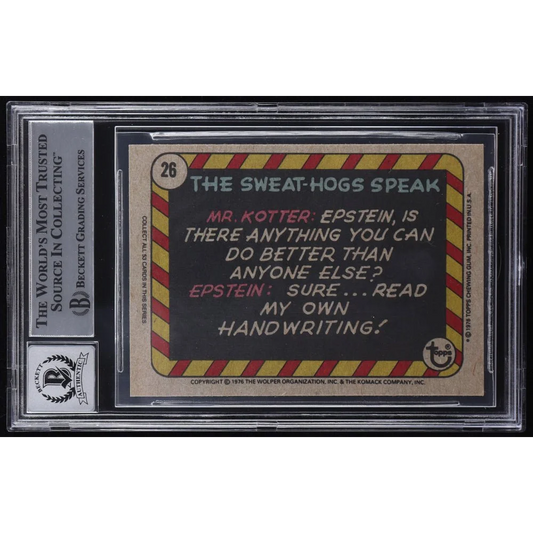 THE WORLD'S MOST TRUSTED
SOURCE IN COLLECTING™
BECKETT GRADING SERVICES
BECKETT
AUTHENTIC
26
THE SWEAT-HOGS SPEAK
MR. KOTTER: EPSTEIN, IS
THERE ANYTHING YOU CAN
DO BETTER THAN
ANYONE ELSE?
EPSTEIN: SURE... READ
MY OWN
HANDWRITING!
topps
COLLECT ALL 53 CARDS IN THIS SERIES
* © 1976 TOPPS CHEWING GUM, INC. PRINTED IN U.S.A.
COPYRIGHT © 1976 THE WOLPER ORGANIZATION, INC. & THE KOMACK COMPANY, INC.